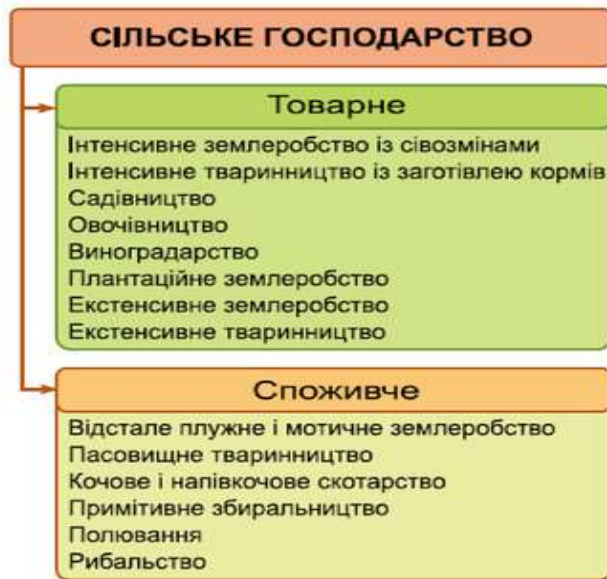 СІЛЬСЬКЕ ГОСПОДАРСТВО
Товарне
Інтенсивне землеробство із сівозмінами
Інтенсивне тваринництво із заготівлею кормів
Садівництво
Овочівництво
Виноградарство
Плантаційне землеробство
Екстенсивне землеробство
Екстенсивне тваринництво
Споживче
Відстале плужне і мотичне землеробство
Пасовищне тваринництво
Кочове і напівкочове скотарство
Примітивне збиральництво
Полювання
Рибальство